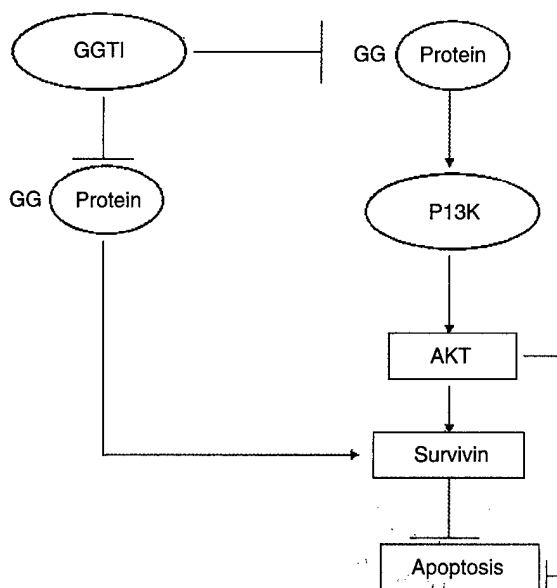 GGTI
GG Protein
GG Protein
P13K
AKT
Survivin
Apoptosis